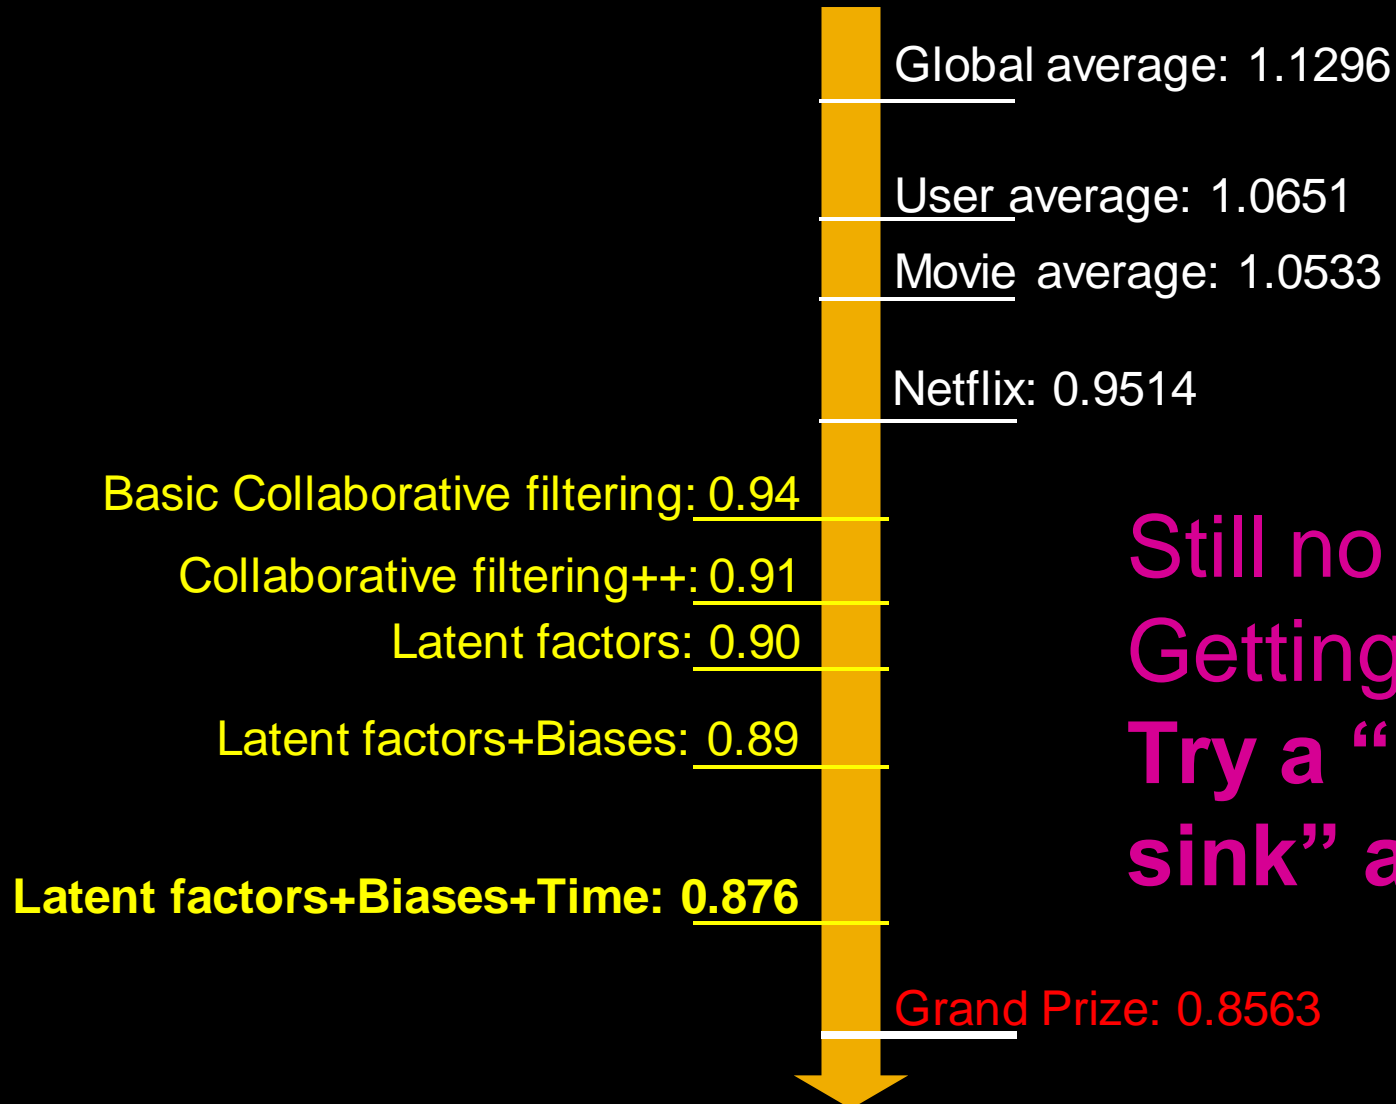 Global average: 1.1296
User average: 1.0651
Movie average: 1.0533
Netflix: 0.9514
Basic Collaborative filtering: 0.94
Collaborative filtering++: 0.91
Latent factors: 0.90
Latent factors+Biases: 0.89
Latent factors+Biases+Time: 0.876
Grand Prize: 0.8563
Still no
Getting
Try a “
sink” a